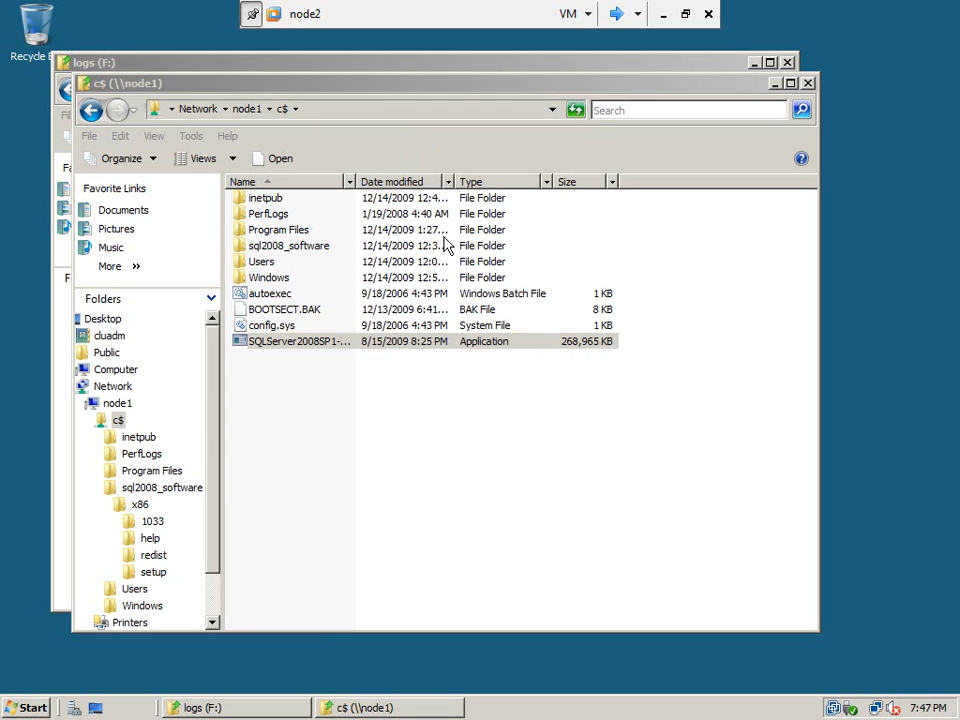 node2
VM
Recycle
logs (F:)
c$ (\\node1)
Network
node1
c$
Search
File
Edit
View
Tools
Help
Organize
Views
Open
Favorite Links
Documents
Pictures
Music
More »
Folders
Desktop
cluadm
Public
Computer
Network
node1
c$
inetpub
PerfLogs
Program Files
sql2008_software
x86
1033
help
redist
setup
Users
Windows
Printers
Name Date modified Type Size
inetpub 12/14/2009 12:4... File Folder
PerfLogs 1/19/2008 4:40 AM File Folder
Program Files 12/14/2009 1:27... File Folder
sql2008_software 12/14/2009 12:3... File Folder
Users 12/14/2009 12:0... File Folder
Windows 12/14/2009 12:5... File Folder
autoexec 9/18/2006 4:43 PM Windows Batch File 1 KB
BOOTSECT.BAK 12/13/2009 6:41... BAK File 8 KB
config.sys 9/18/2006 4:43 PM System File 1 KB
SQLServer2008SP1-... 8/15/2009 8:25 PM Application 268,965 KB
Start
logs (F:)
c$ (\\node1)
7:47 PM